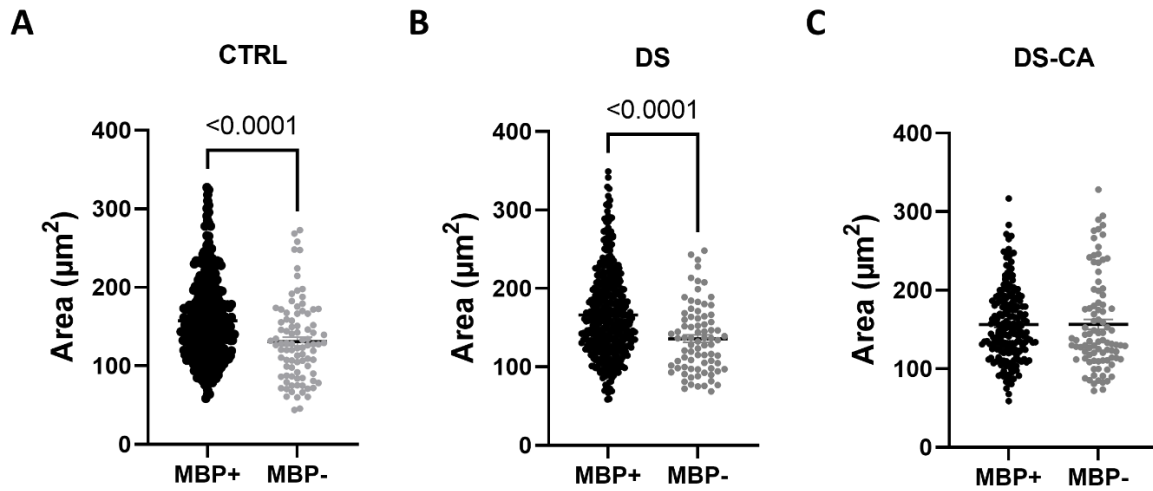 A
CTRL
<0.0001
Area (µm²)
400
300
200
100
0
MBP+ MBP-
B
DS
<0.0001
Area (µm²)
400
300
200
100
0
MBP+ MBP-
C
DS-CA
Area (µm²)
400
300
200
100
0
MBP+ MBP-